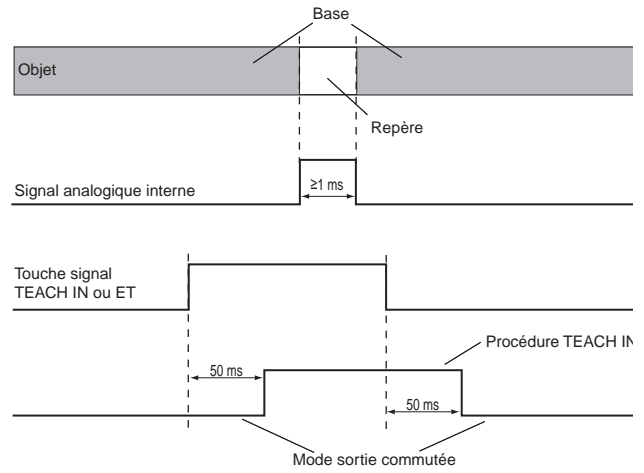 Base
Objet
Repère
Signal analogique interne
≥1 ms
Touche signal
TEACH IN ou ET
Procédure TEACH IN
50 ms
50 ms
Mode sortie commutée